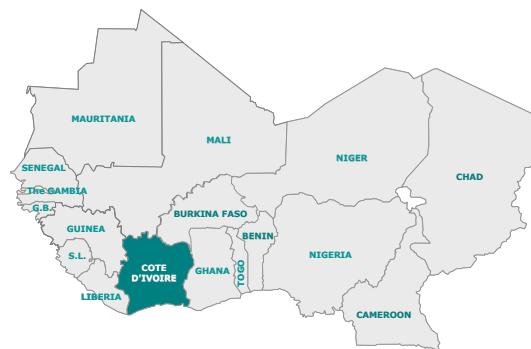 MAURITANIA
MALI
NIGER
CHAD
SENEGAL
The GAMBIA
G.B.
GUINEA
BURKINA FASO
BENIN
S.L.
COTE
D'IVOIRE
GHANA
TOGO
NIGERIA
LIBERIA
CAMEROON